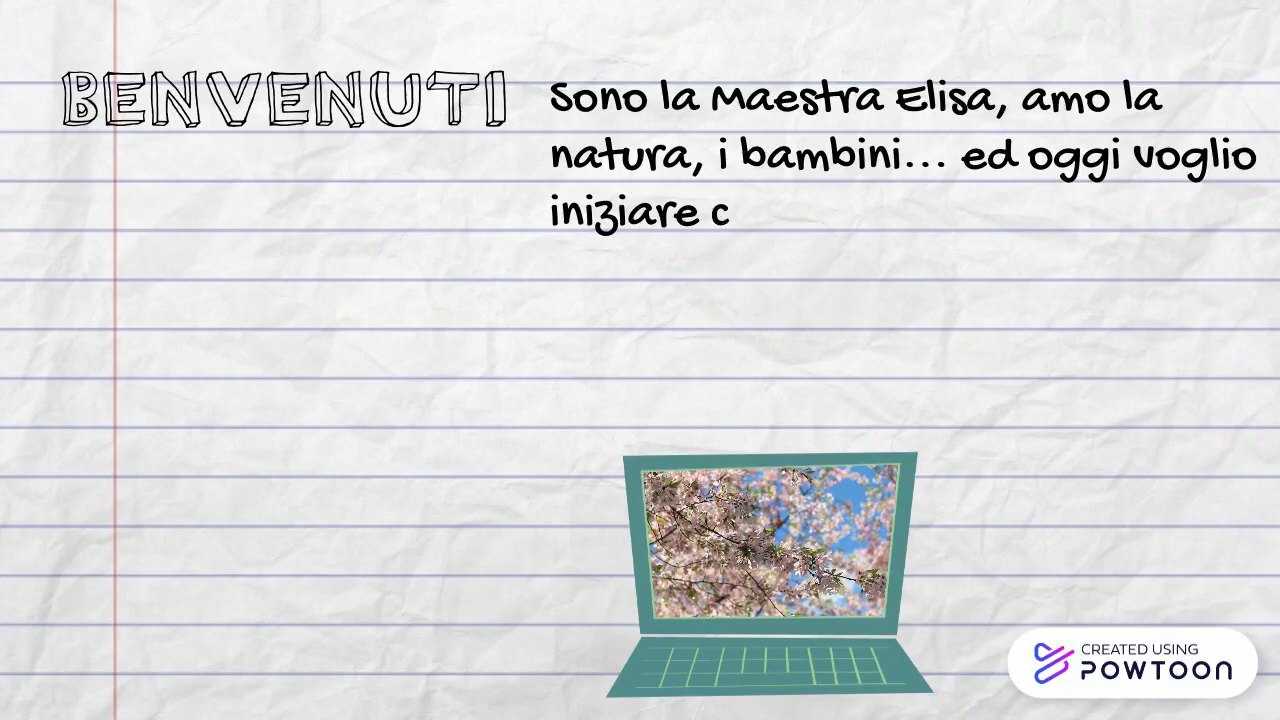 BENVENUTI
Sono la Maestra Elisa, amo la
natura, i bambini... ed oggi voglio
iniziare c
CREATED USING
POWTOON